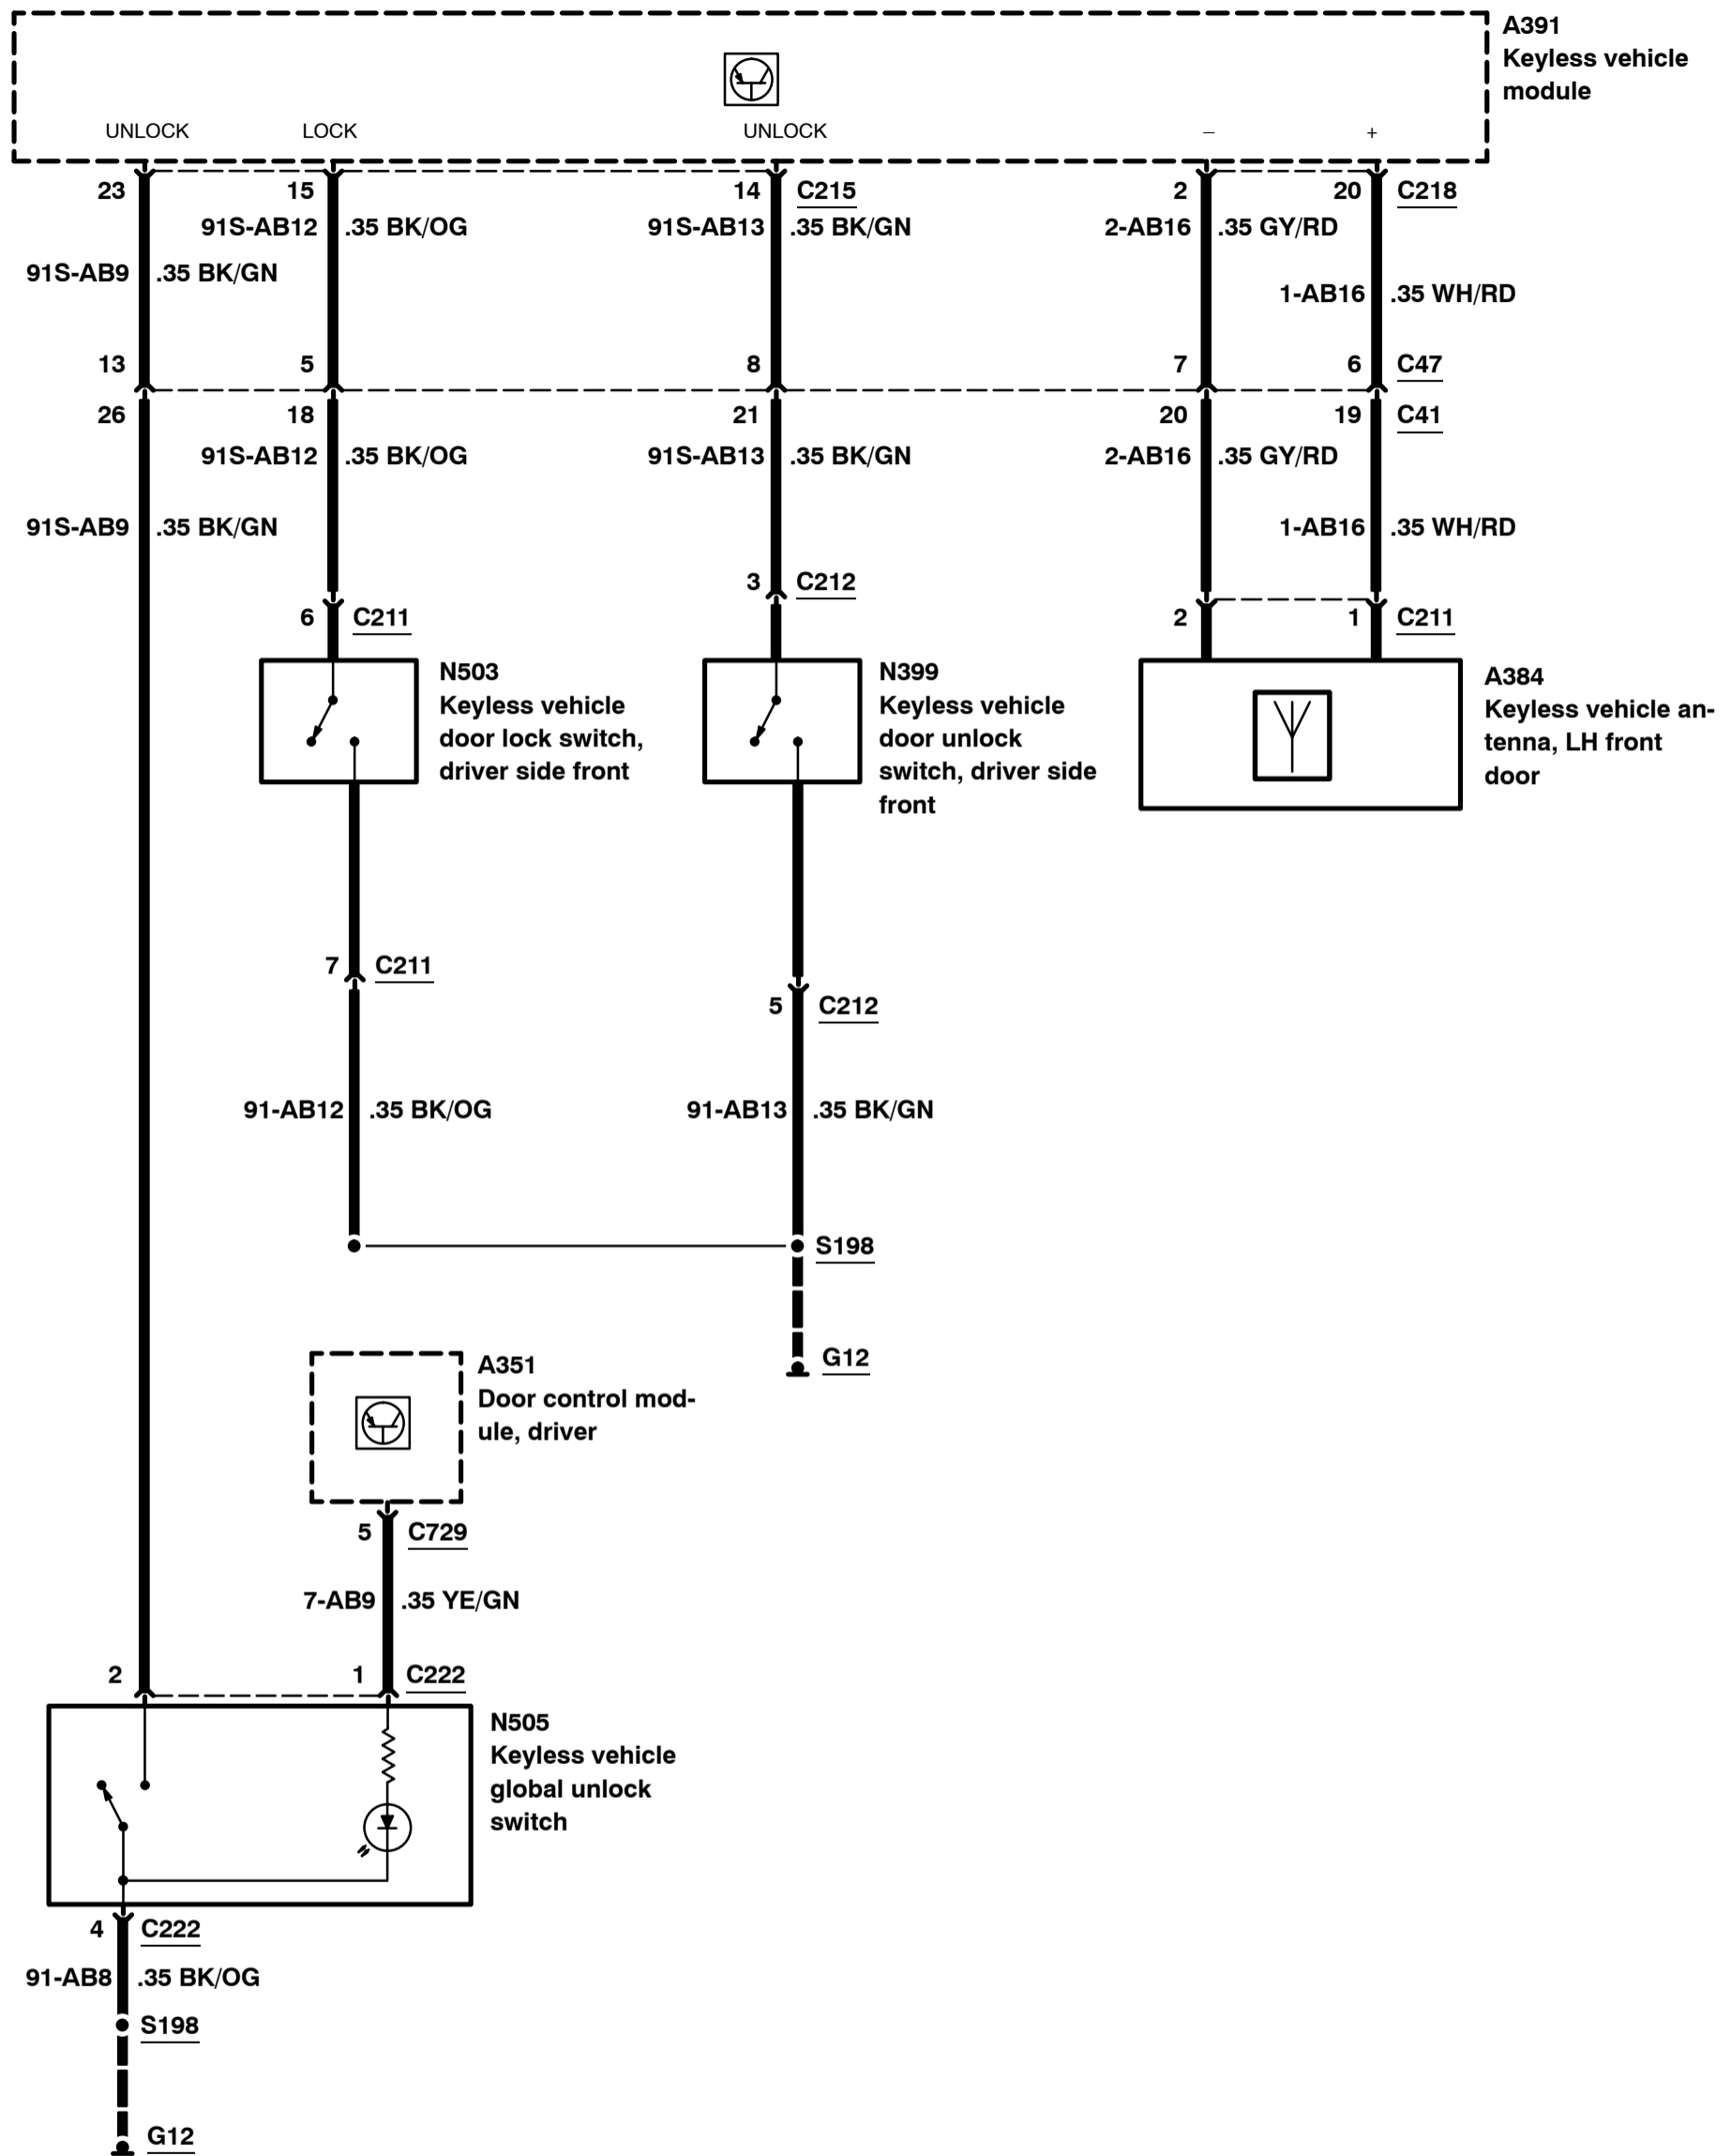 A391
Keyless vehicle
module
UNLOCK LOCK UNLOCK – +
23 15 14 C215 2 20 C218
91S-AB12 .35 BK/OG 91S-AB13 .35 BK/GN 2-AB16 .35 GY/RD
91S-AB9 .35 BK/GN
1-AB16 .35 WH/RD
13 5 8 7 6 C47
26 18 21 20 19 C41
91S-AB12 .35 BK/OG 91S-AB13 .35 BK/GN 2-AB16 .35 GY/RD
91S-AB9 .35 BK/GN 1-AB16 .35 WH/RD
3 C212
6 C211 2 1 C211
N503
Keyless vehicle
door lock switch,
driver side front
N399
Keyless vehicle
door unlock
switch, driver side
front
A384
Keyless vehicle an-
tenna, LH front
door
7 C211
5 C212
91-AB12 .35 BK/OG 91-AB13 .35 BK/GN
S198
G12
A351
Door control mod-
ule, driver
5 C729
7-AB9 .35 YE/GN
2 1 C222
N505
Keyless vehicle
global unlock
switch
4 C222
91-AB8 .35 BK/OG
S198
G12